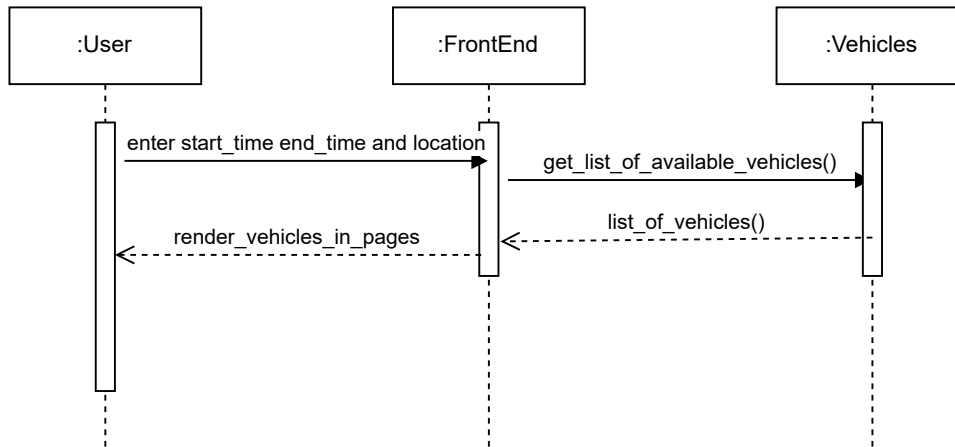 :User
:FrontEnd
:Vehicles
enter start_time end_time and location
get_list_of_available_vehicles()
list_of_vehicles()
render_vehicles_in_pages